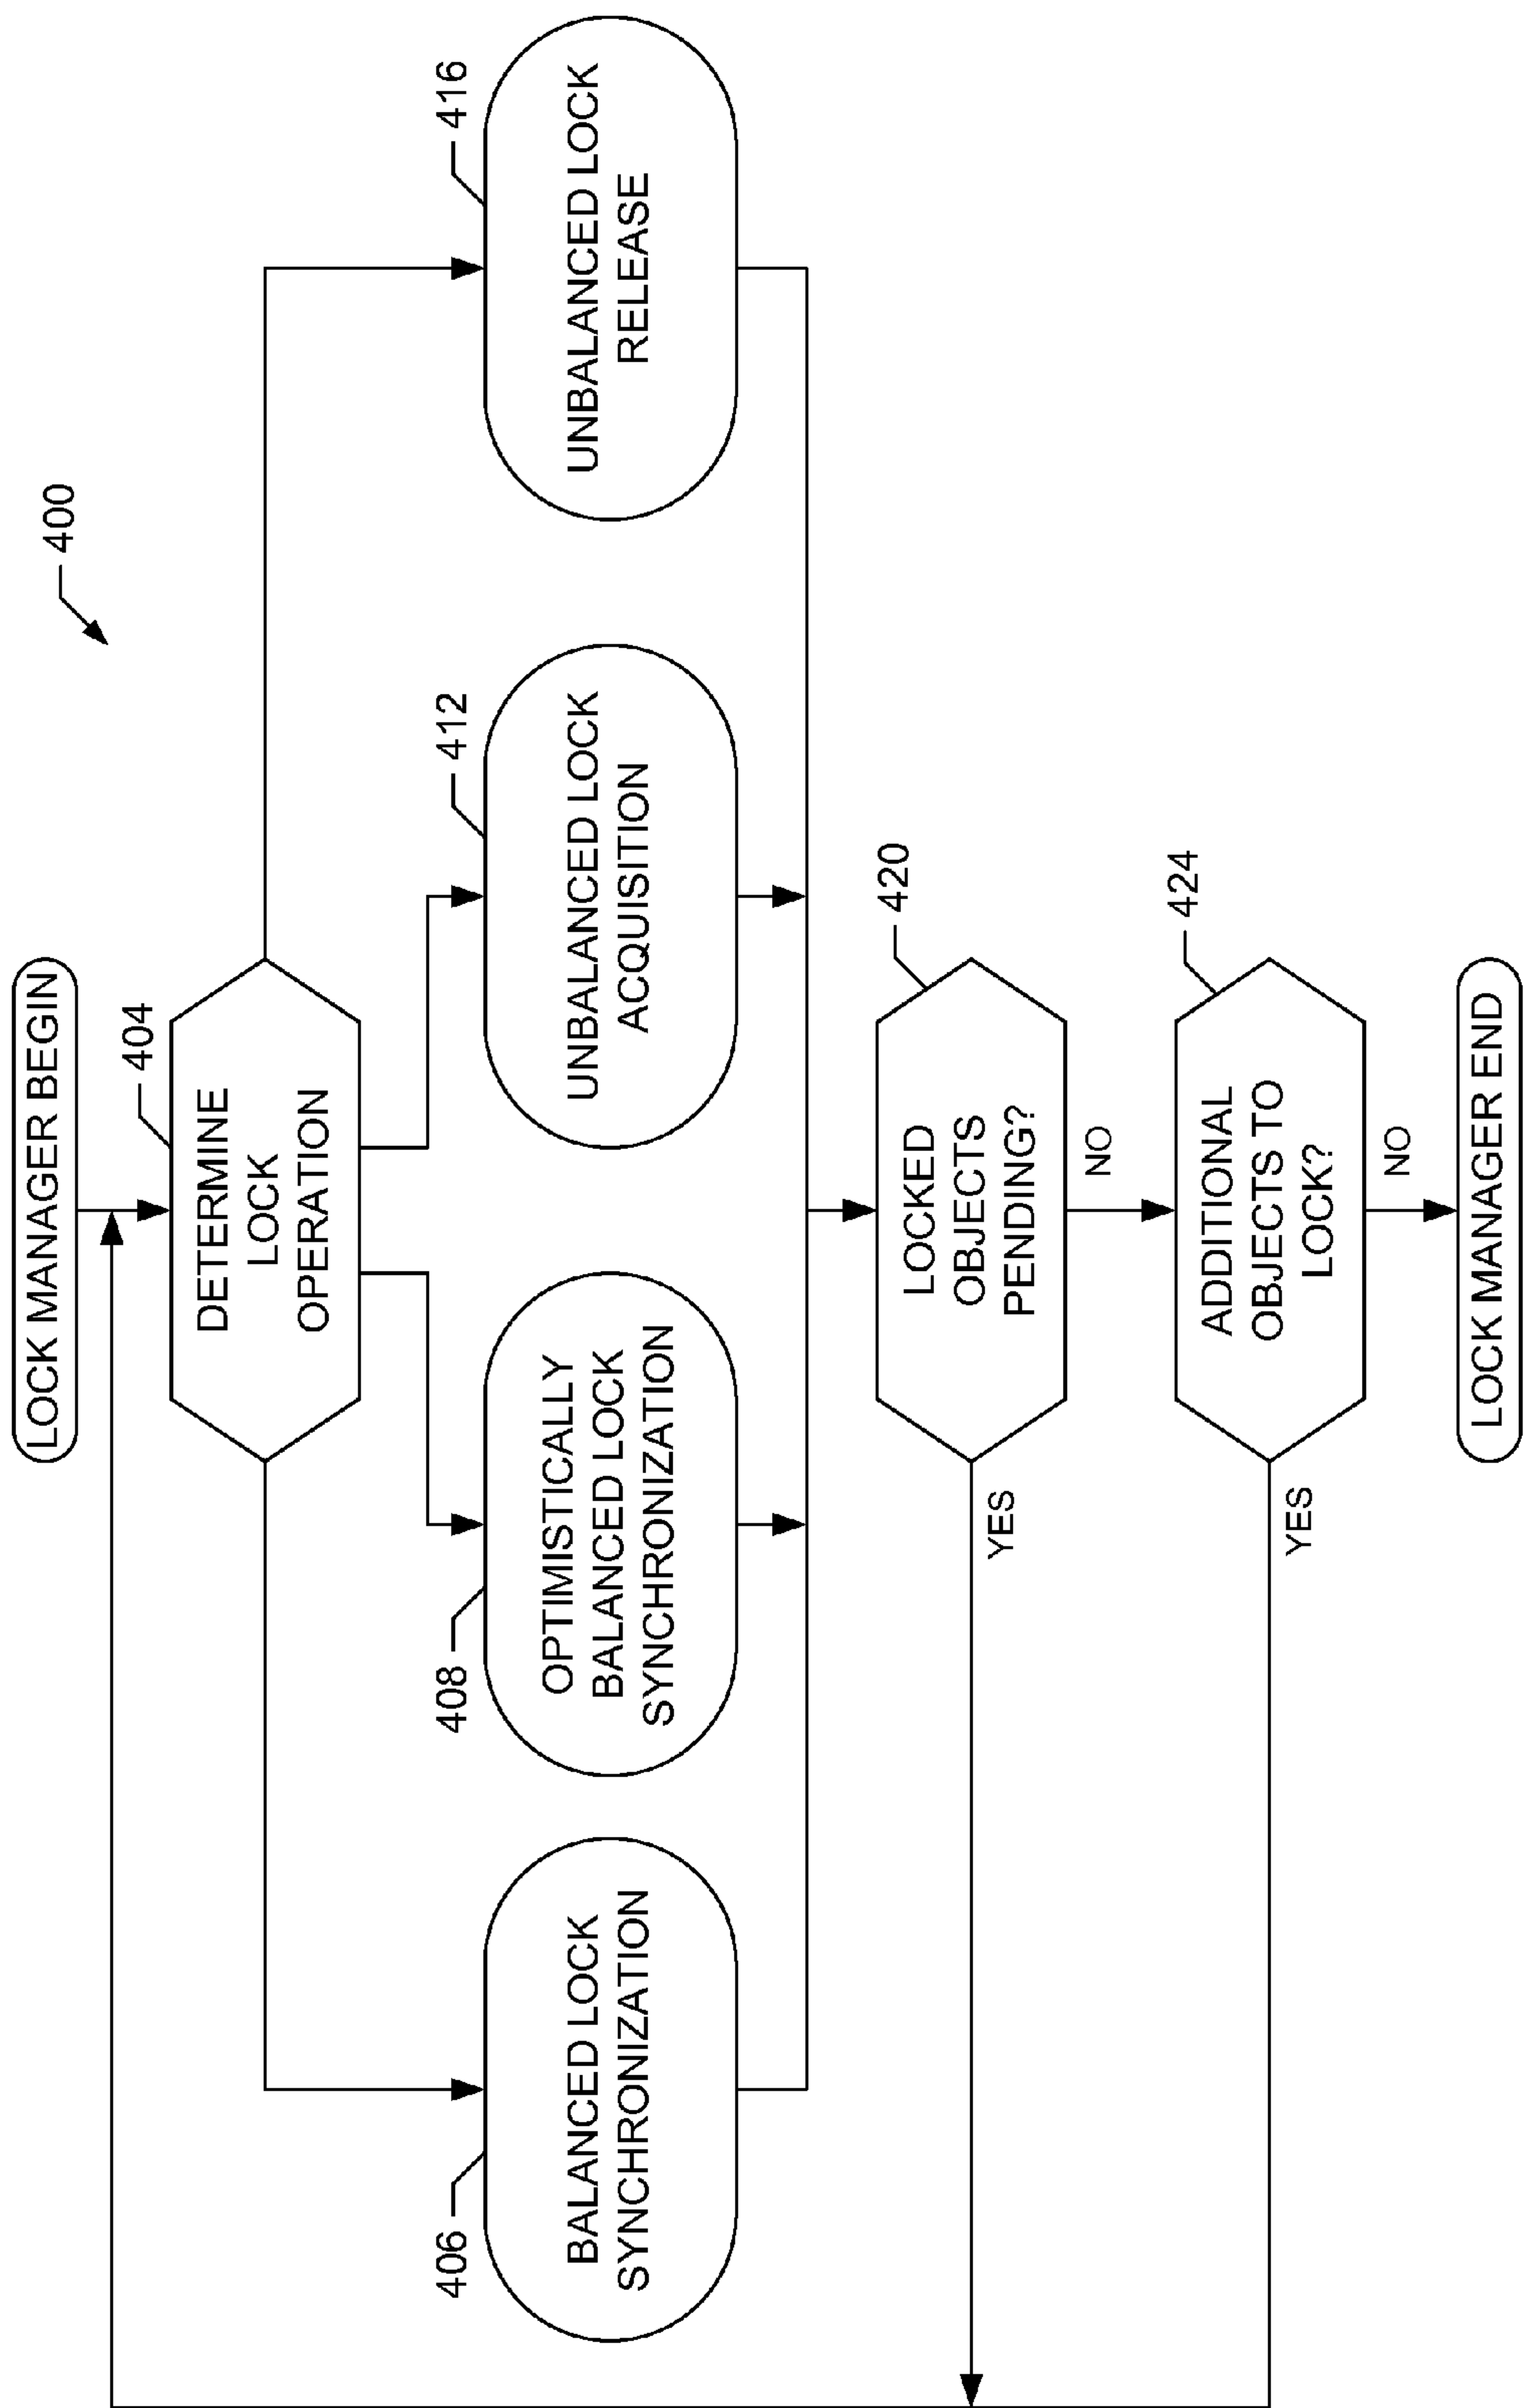 400
LOCK MANAGER BEGIN
404
DETERMINE
LOCK
OPERATION
406
BALANCED LOCK
SYNCHRONIZATION
408
OPTIMISTICALLY
BALANCED LOCK
SYNCHRONIZATION
412
UNBALANCED LOCK
ACQUISITION
416
UNBALANCED LOCK
RELEASE
420
LOCKED
OBJECTS
PENDING?
YES
NO
424
ADDITIONAL
OBJECTS TO
LOCK?
YES
NO
LOCK MANAGER END